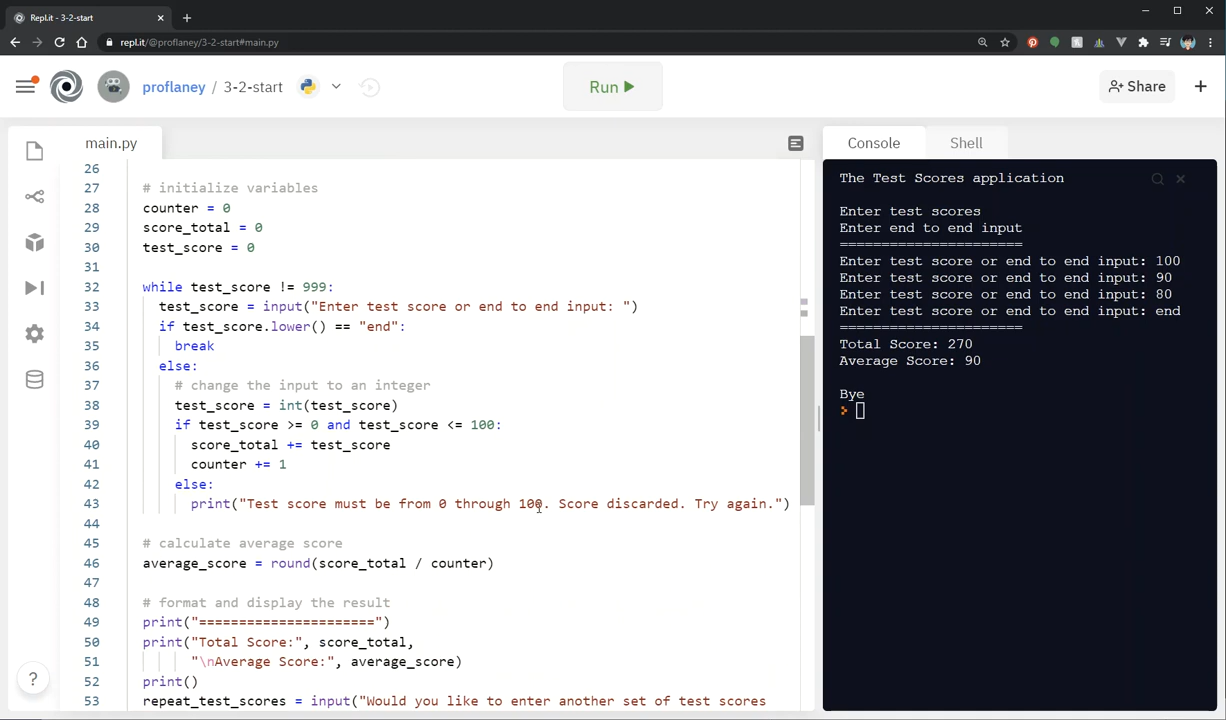 Repl.it - 3-2-start
repl.it/@proflaney/3-2-start#main.py
proflaney / 3-2-start
Run
Share
main.py
26
27 # initialize variables
28 counter = 0
29 score_total = 0
30 test_score = 0
31
32 while test_score != 999:
33 test_score = input("Enter test score or end to end input: ")
34 if test_score.lower() == "end":
35 break
36 else:
37 # change the input to an integer
38 test_score = int(test_score)
39 if test_score >= 0 and test_score <= 100:
40 score_total += test_score
41 counter += 1
42 else:
43 print("Test score must be from 0 through 100. Score discarded. Try again.")
44
45 # calculate average score
46 average_score = round(score_total / counter)
47
48 # format and display the result
49 print("======================")
50 print("Total Score:", score_total,
51 "\nAverage Score:", average_score)
52 print()
53 repeat_test_scores = input("Would you like to enter another set of test scores
?
Console Shell
The Test Scores application
Enter test scores
Enter end to end input
======================
Enter test score or end to end input: 100
Enter test score or end to end input: 90
Enter test score or end to end input: 80
Enter test score or end to end input: end
======================
Total Score: 270
Average Score: 90
Bye